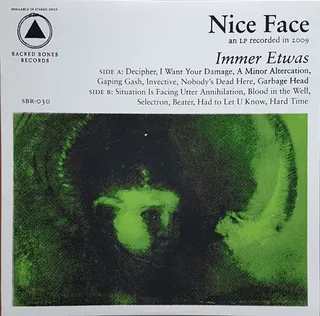 AVAILABLE IN STEREO ONLY
Nice Face
an LP recorded in 2009
Immer Etwas
SIDE A: Decipher, I Want Your Damage, A Minor Altercation,
Gaping Gash, Invective, Nobody's Dead Here, Garbage Head
SIDE B: Situation Is Facing Utter Annihilation, Blood in the Well,
Selectron, Beater, Had to Let U Know, Hard Time
SACRED BONES
RECORDS
SBR-030